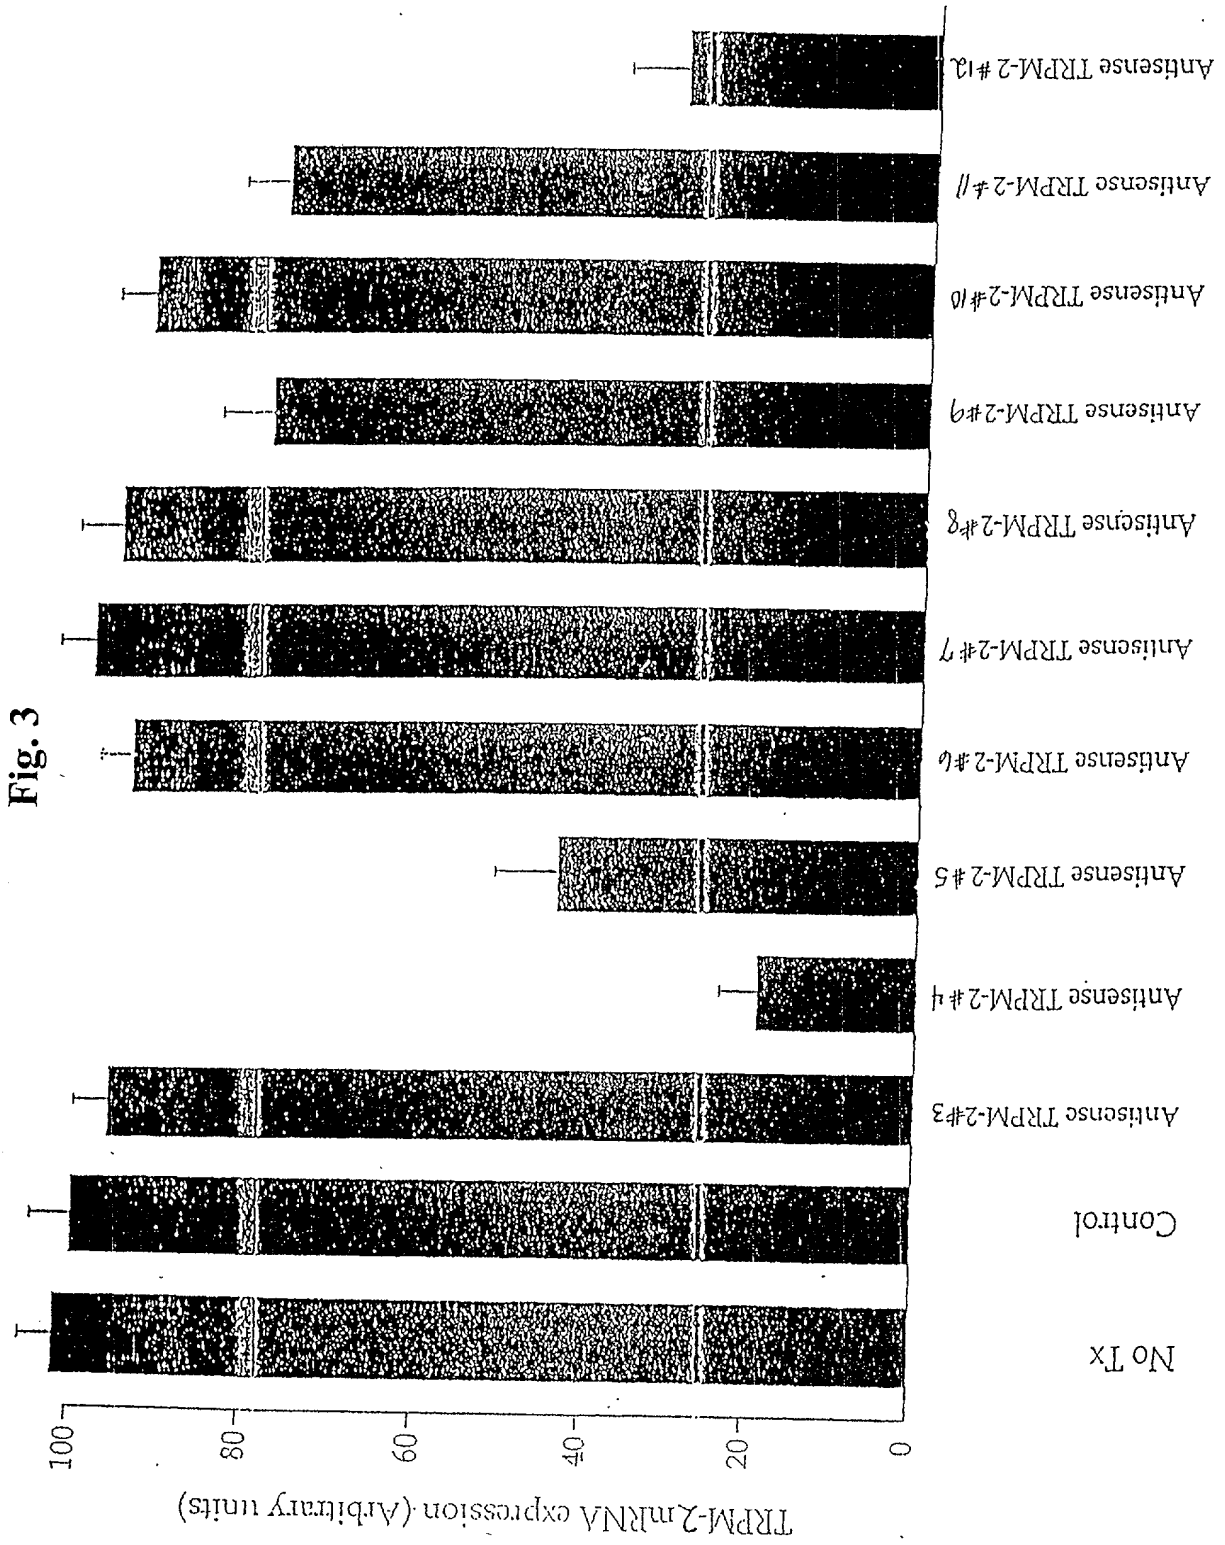 Fig. 3
TRPM-2 mRNA expression (Arbitrary units)
100
80
60
40
20
0
No Tx
Control
Antisense TRPM-2 #3
Antisense TRPM-2 #4
Antisense TRPM-2 #5
Antisense TRPM-2 #6
Antisense TRPM-2 #7
Antisense TRPM-2 #8
Antisense TRPM-2 #9
Antisense TRPM-2 #10
Antisense TRPM-2 #11
Antisense TRPM-2 #12